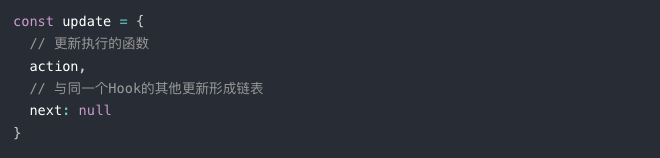 const update = {
  // 更新执行的函数
  action,
  // 与同一个Hook的其他更新形成链表
  next: null
}